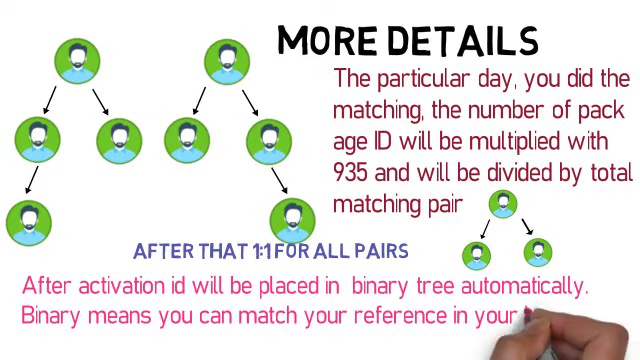 MORE DETAILS
The particular day, you did the
matching, the number of pack
age ID will be multiplied with
935 and will be divided by total
matching pair
AFTER THAT 1:1 FOR ALL PAIRS
After activation id will be placed in binary tree automatically.
Binary means you can match your reference in your